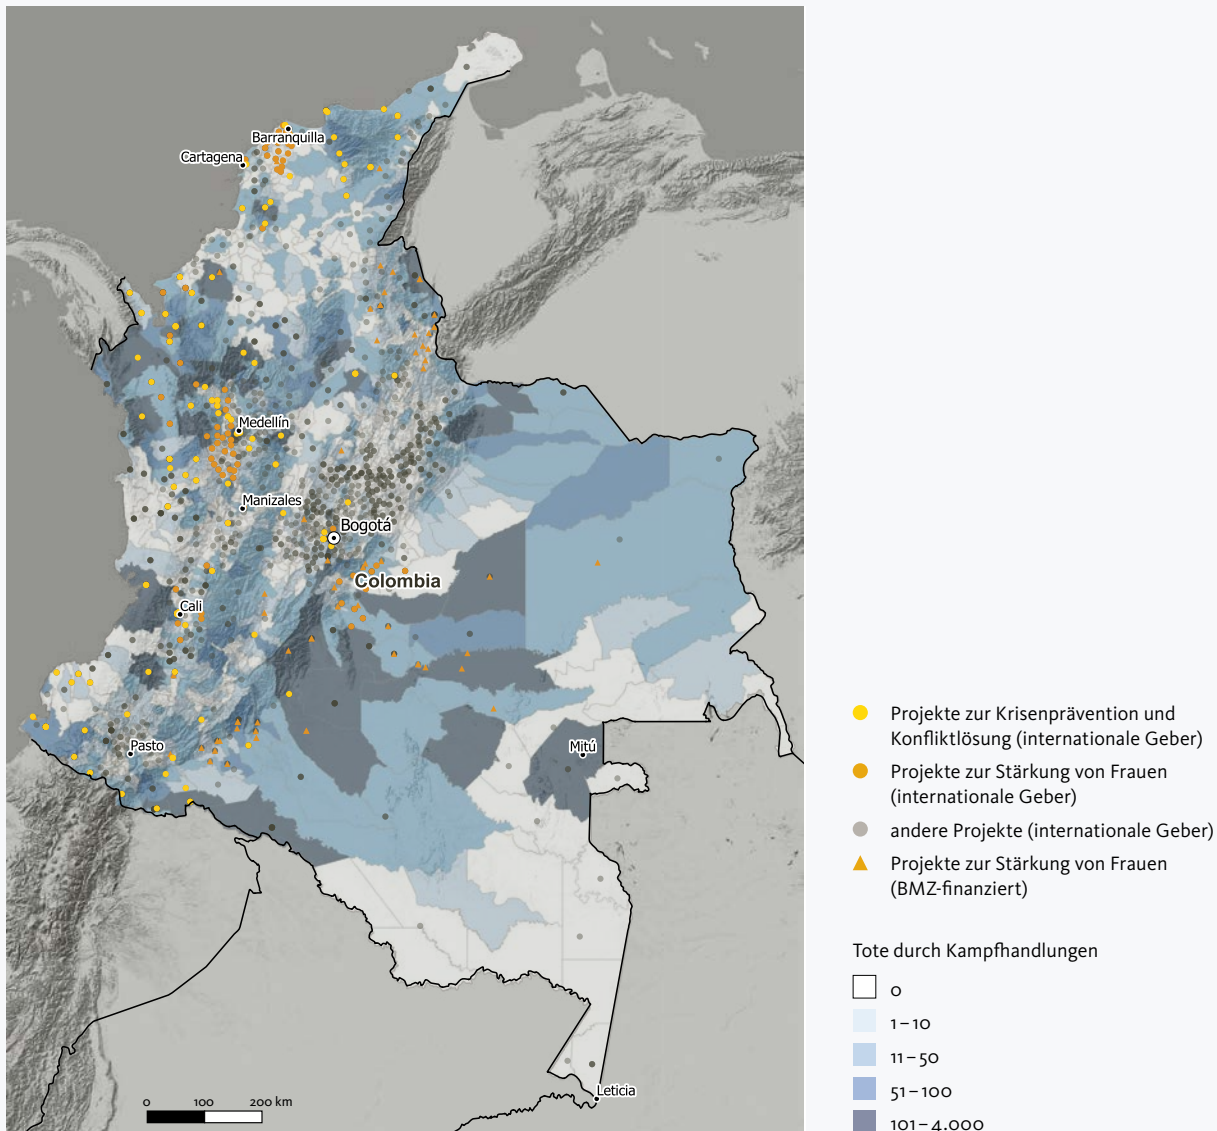 Barranquilla
Cartagena
Medellín
Manizales
Bogotá
Colombia
Cali
Pasto
Mitú
Leticia
0 100 200 km
Projekte zur Krisenprävention und
Konfliktlösung (internationale Geber)
Projekte zur Stärkung von Frauen
(internationale Geber)
andere Projekte (internationale Geber)
Projekte zur Stärkung von Frauen
(BMZ-finanziert)
Tote durch Kampfhandlungen
0
1–10
11–50
51–100
101–4.000